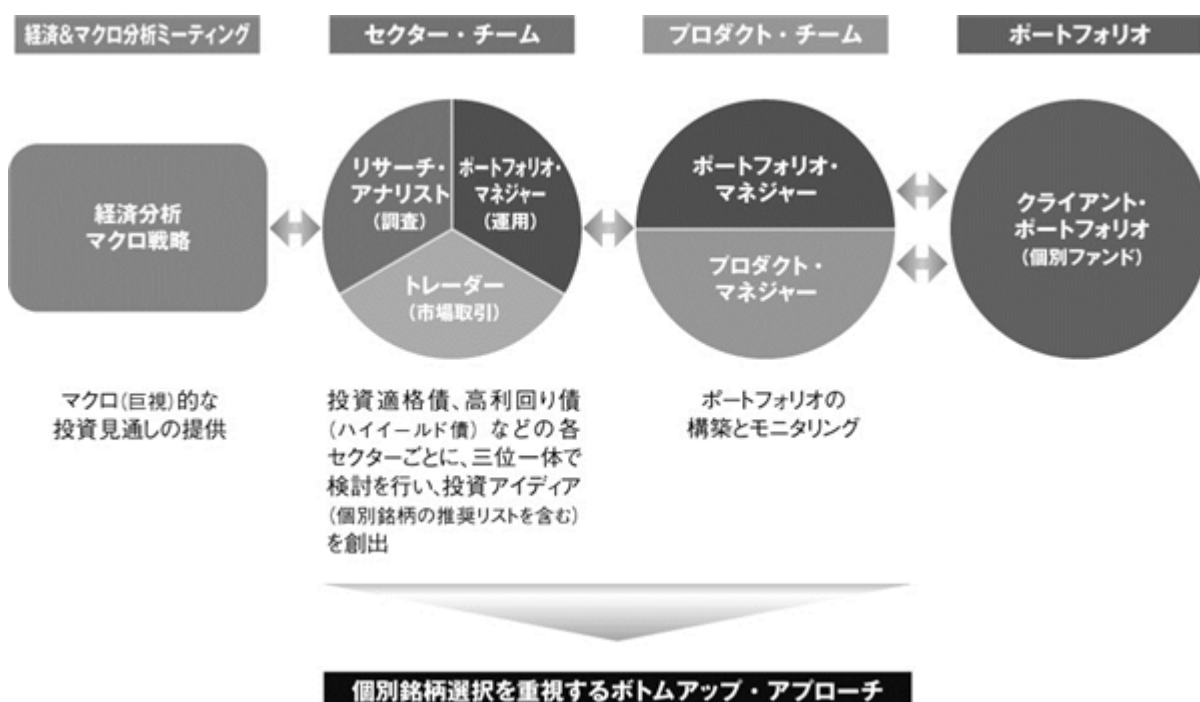 経済&マクロ分析ミーティング
セクター・チーム
プロダクト・チーム
ポートフォリオ
経済分析
マクロ戦略
リサーチ・
アナリスト
(調査)
ポートフォリオ・
マネジャー
(運用)
トレーダー
(市場取引)
ポートフォリオ・
マネジャー
プロダクト・
マネジャー
クライアント・
ポートフォリオ
(個別ファンド)
マクロ(巨視)的な
投資見通しの提供
投資適格債、高利回り債
(ハイイールド債)などの各
セクターごとに、三位一体で
検討を行い、投資アイディア
(個別銘柄の推奨リストを含む)
を創出
ポートフォリオの
構築とモニタリング
個別銘柄選択を重視するボトムアップ・アプローチ